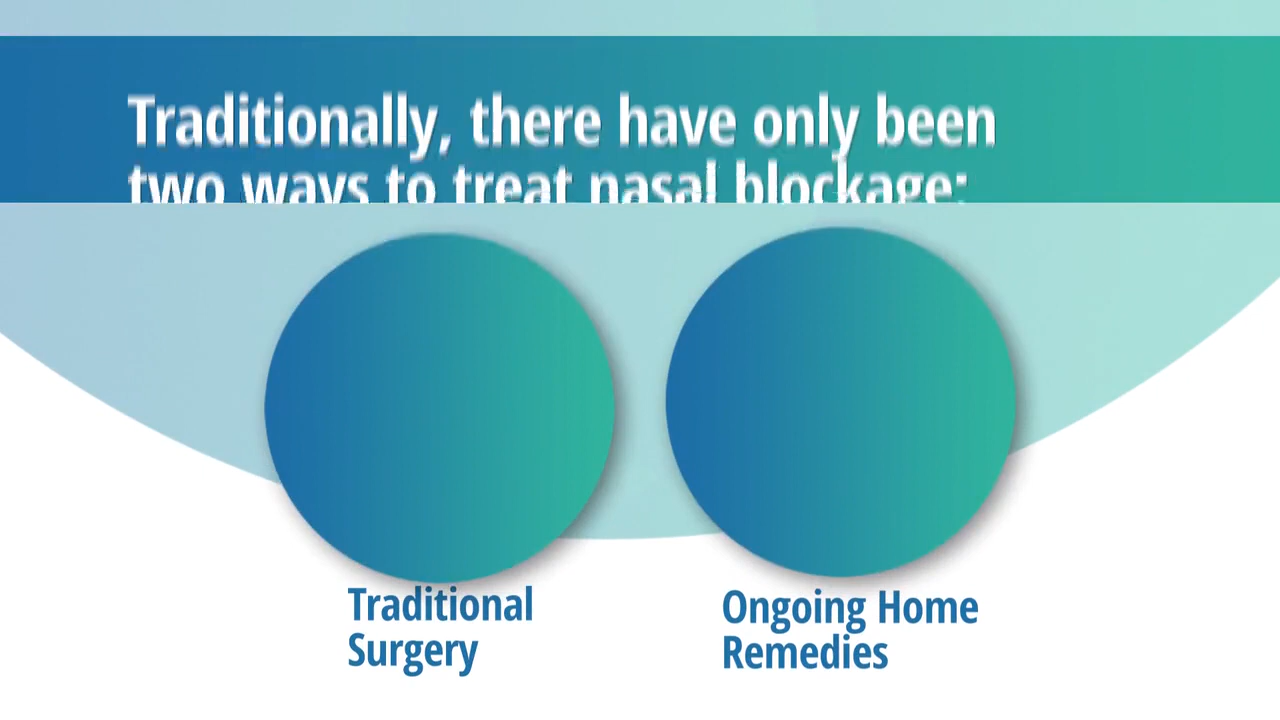 Traditionally, there have only been
two ways to treat nasal blockage:
Traditional
Surgery
Ongoing Home
Remedies